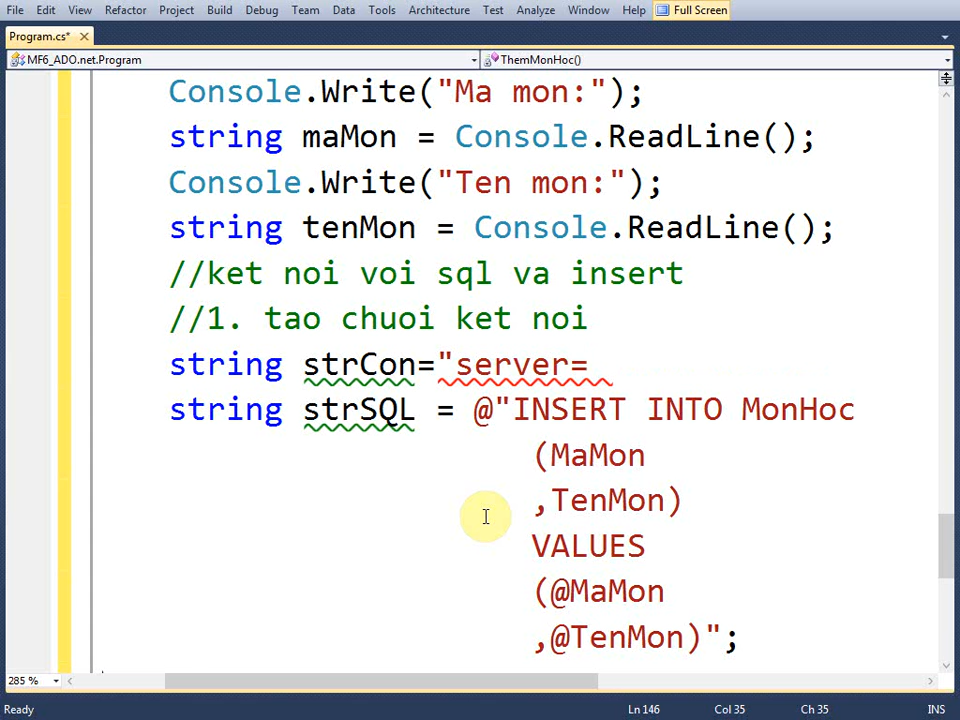 File Edit View Refactor Project Build Debug Team Data Tools Architecture Test Analyze Window Help Full Screen
Program.cs*
MF6_ADO.net.Program ThemMonHoc()
Console.Write("Ma mon:");
string maMon = Console.ReadLine();
Console.Write("Ten mon:");
string tenMon = Console.ReadLine();
//ket noi voi sql va insert
//1. tao chuoi ket noi
string strCon="server=
string strSQL = @"INSERT INTO MonHoc
(MaMon
,TenMon)
VALUES
(@MaMon
,@TenMon)";
285 %
Ready Ln 146 Col 35 Ch 35 INS